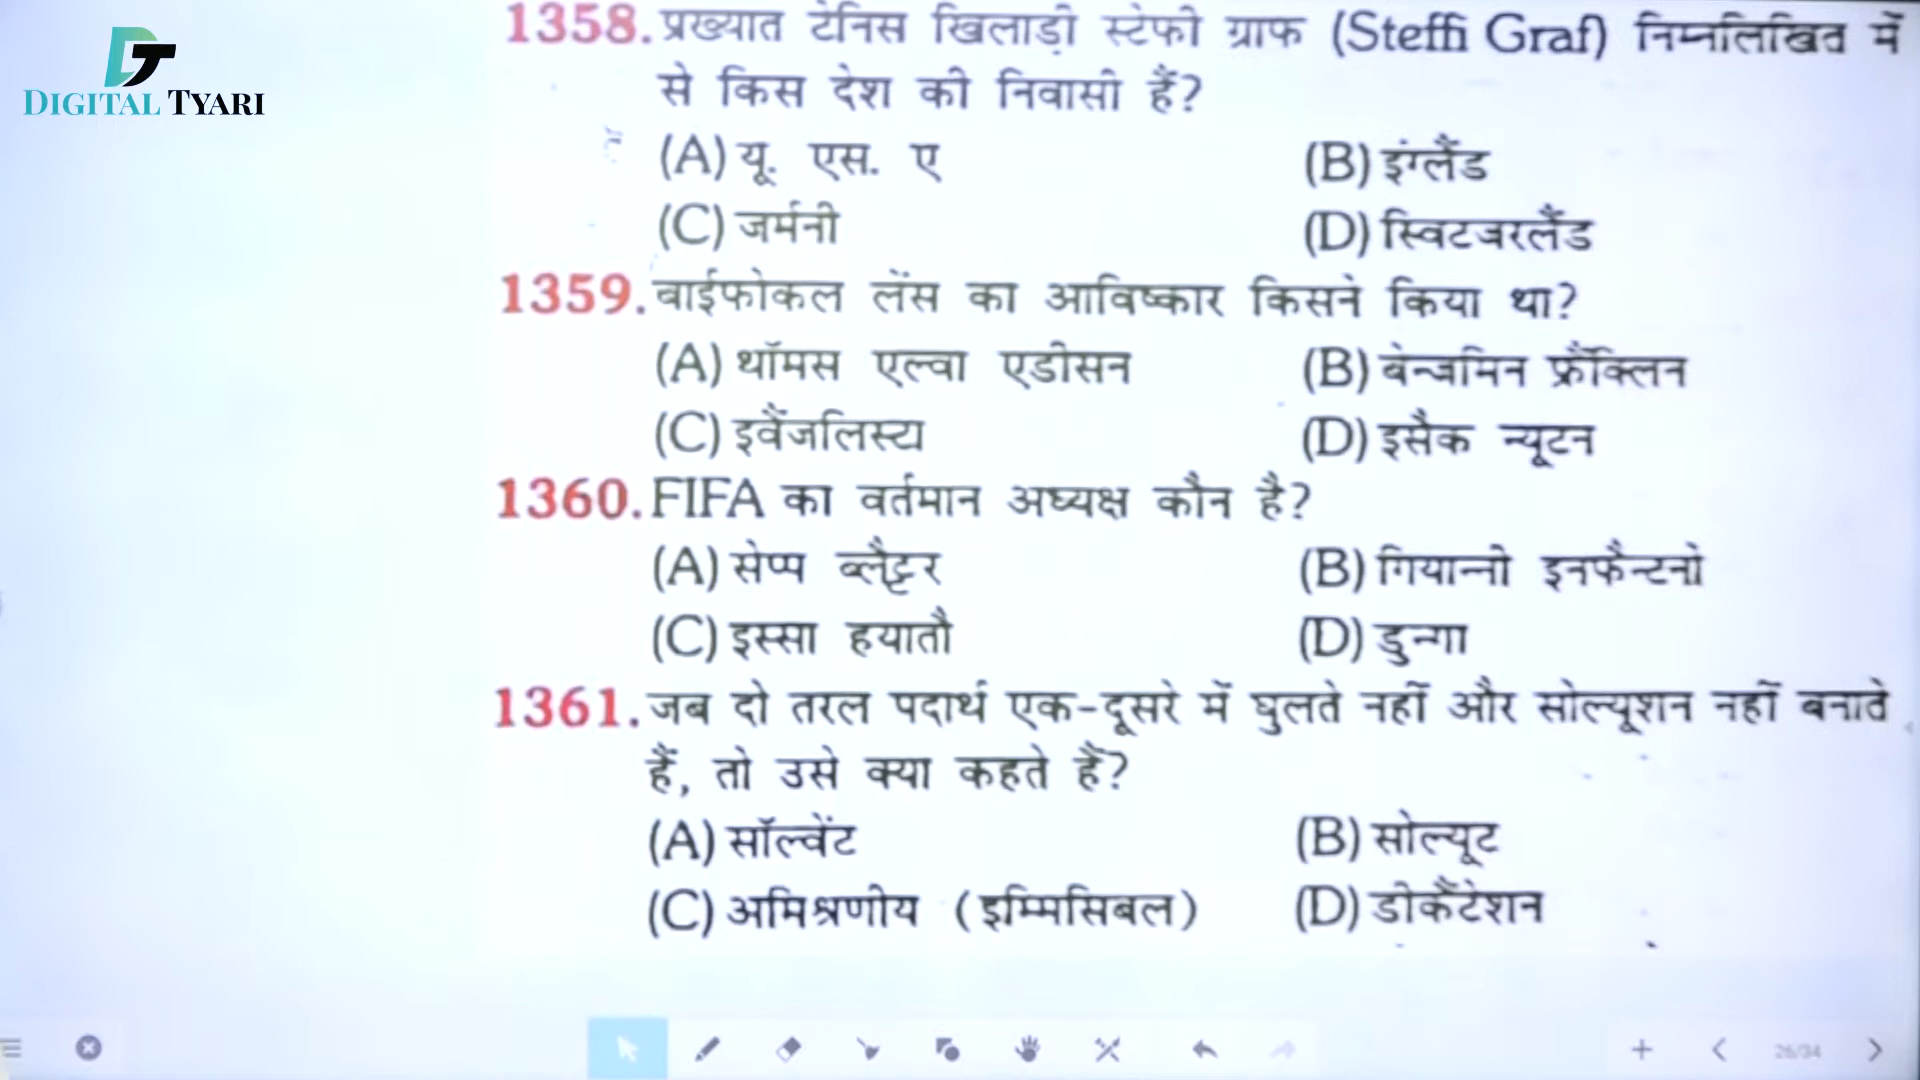 DIGITAL TYARI
1358. प्रख्यात टेनिस खिलाड़ी स्टेफी ग्राफ (Steffi Graf) निम्नलिखित में
से किस देश की निवासी हैं?
(A) यू. एस. ए (B) इंग्लैंड
(C) जर्मनी (D) स्विटजरलैंड
1359. बाईफोकल लेंस का आविष्कार किसने किया था?
(A) थॉमस एल्वा एडीसन (B) बेन्जामिन फ्रैंक्लिन
(C) इवैंजलिस्टा (D) इसैक न्यूटन
1360. FIFA का वर्तमान अध्यक्ष कौन है?
(A) सेप्प ब्लैट्टर (B) गियान्नी इनफैन्टनो
(C) इस्सा हयातौ (D) डुन्गा
1361. जब दो तरल पदार्थ एक-दूसरे में घुलते नहीं और सोल्यूशन नहीं बनाते
हैं, तो उसे क्या कहते हैं?
(A) सॉल्वेंट (B) सोल्यूट
(C) अमिश्रणीय (इम्मिसिबल) (D) डीकैंटेशन
26/34